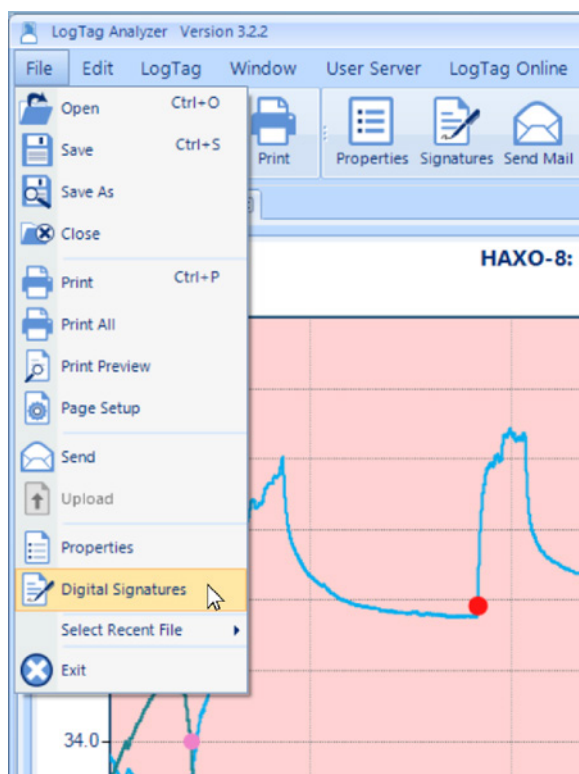 LogTag Analyzer Version 3.2.2
File Edit LogTag Window User Server LogTag Online
Print Properties Signatures Send Mail
Open Ctrl+O
Save Ctrl+S
Save As
Close
Print Ctrl+P
Print All
Print Preview
Page Setup
Send
Upload
Properties
Digital Signatures
Select Recent File
Exit
HAXO-8:
34.0